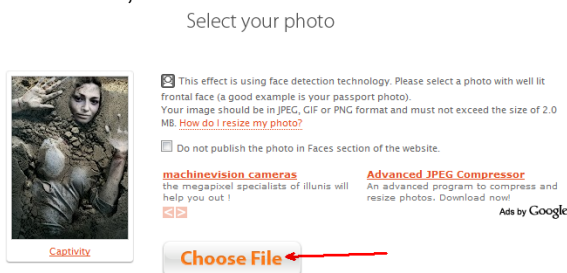 Select your photo
This effect is using face detection technology. Please select a photo with well lit
frontal face (a good example is your passport photo).
Your image should be in JPEG, GIF or PNG format and must not exceed the size of 2.0
MB. How do I resize my photo?
Do not publish the photo in Faces section of the website.
machinevision cameras
the megapixel specialists of illunis will
help you out !
Advanced JPEG Compressor
An advanced program to compress and
resize photos. Download now!
Ads by Google
Captivity
Choose File